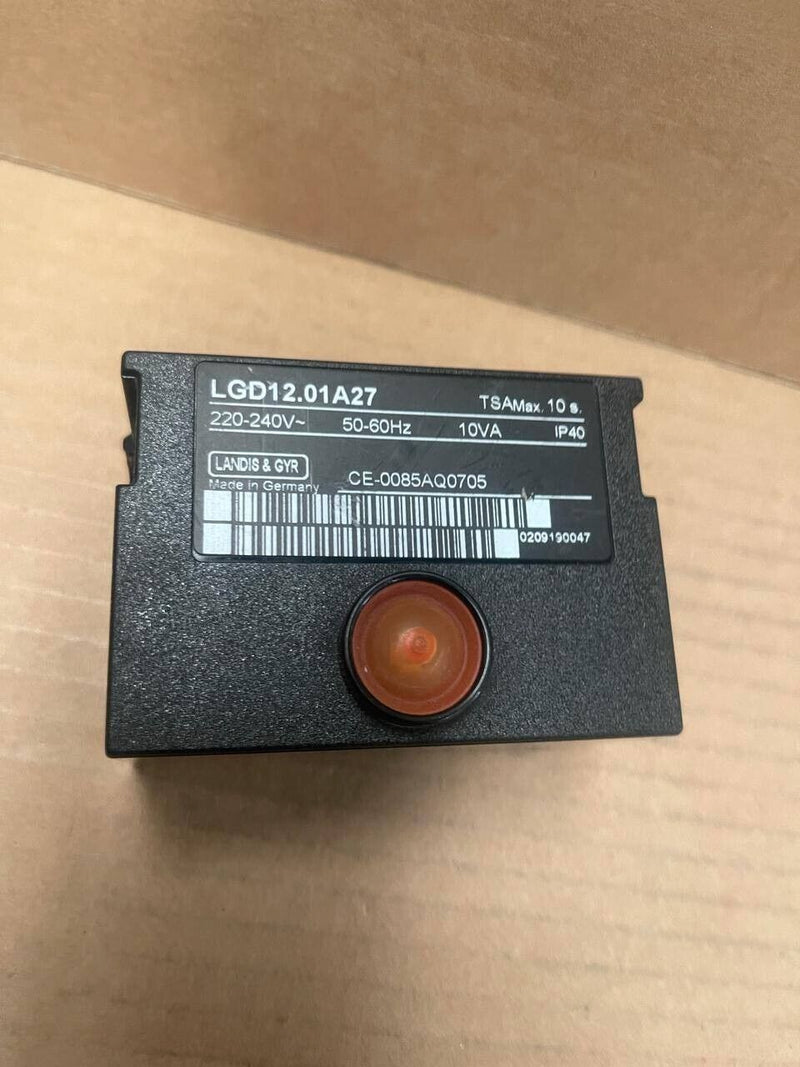 LGD12.01A27 TSAMax. 10 s.
220-240V~ 50-60Hz 10VA IP40
LANDIS & GYR
Made in Germany CE-0085AQ0705
0209190047